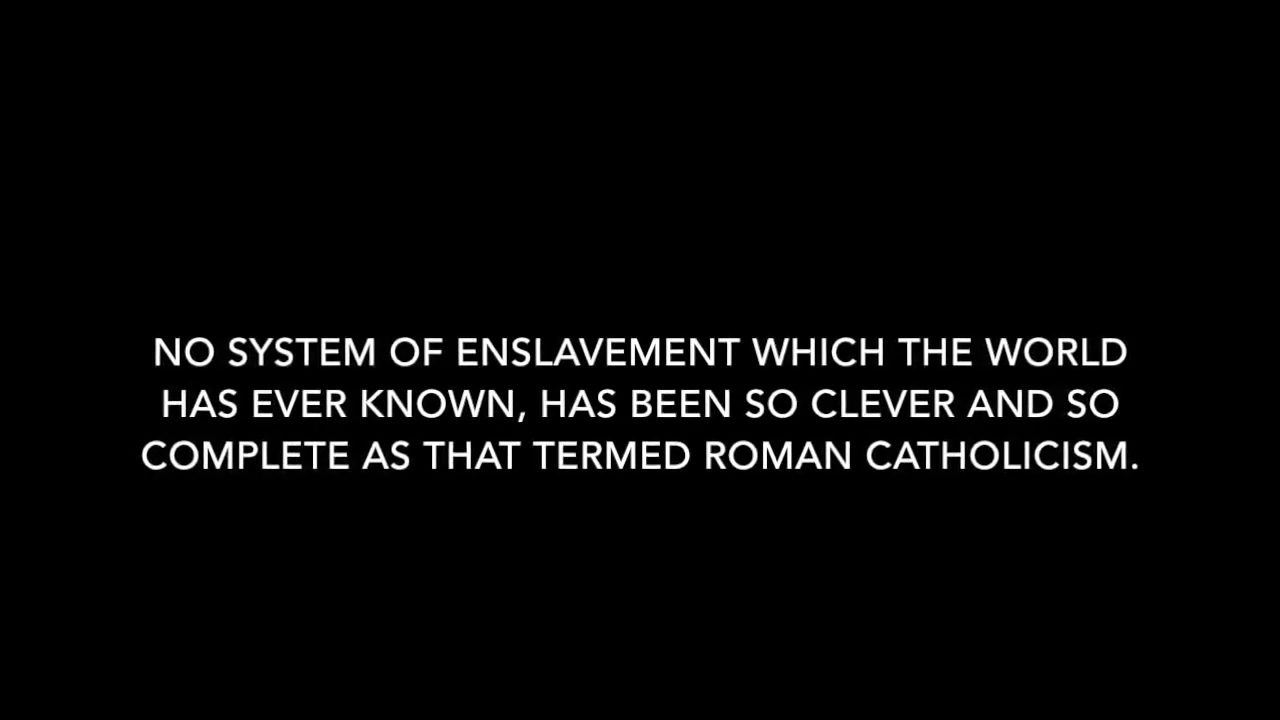 NO SYSTEM OF ENSLAVEMENT WHICH THE WORLD
HAS EVER KNOWN, HAS BEEN SO CLEVER AND SO
COMPLETE AS THAT TERMED ROMAN CATHOLICISM.